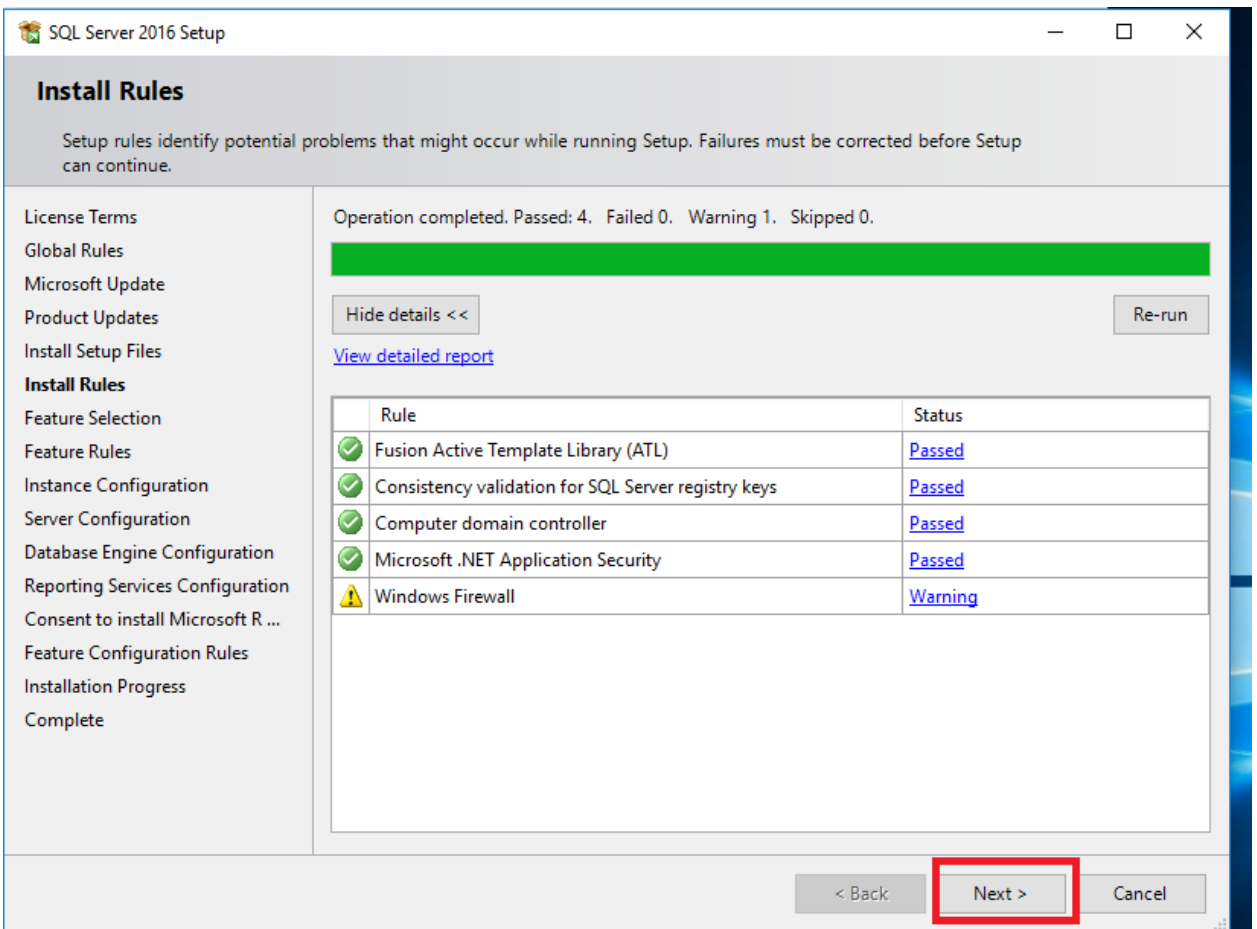 SQL Server 2016 Setup
Install Rules
Setup rules identify potential problems that might occur while running Setup. Failures must be corrected before Setup
can continue.
License Terms
Global Rules
Microsoft Update
Product Updates
Install Setup Files
Install Rules
Feature Selection
Feature Rules
Instance Configuration
Server Configuration
Database Engine Configuration
Reporting Services Configuration
Consent to install Microsoft R ...
Feature Configuration Rules
Installation Progress
Complete
Operation completed. Passed: 4. Failed 0. Warning 1. Skipped 0.
Hide details << Re-run
View detailed report
Rule Status
Fusion Active Template Library (ATL) Passed
Consistency validation for SQL Server registry keys Passed
Computer domain controller Passed
Microsoft .NET Application Security Passed
Windows Firewall Warning
< Back Next > Cancel